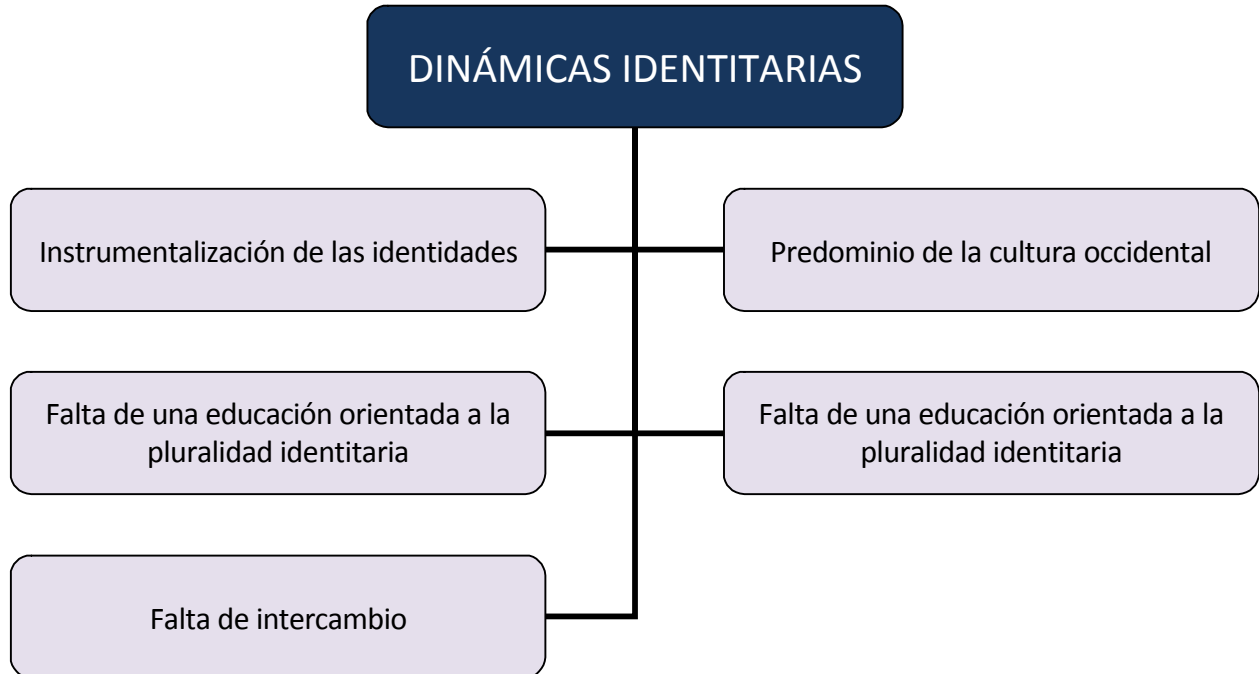 DINÁMICAS IDENTITARIAS
Instrumentalización de las identidades
Predominio de la cultura occidental
Falta de una educación orientada a la
pluralidad identitaria
Falta de una educación orientada a la
pluralidad identitaria
Falta de intercambio